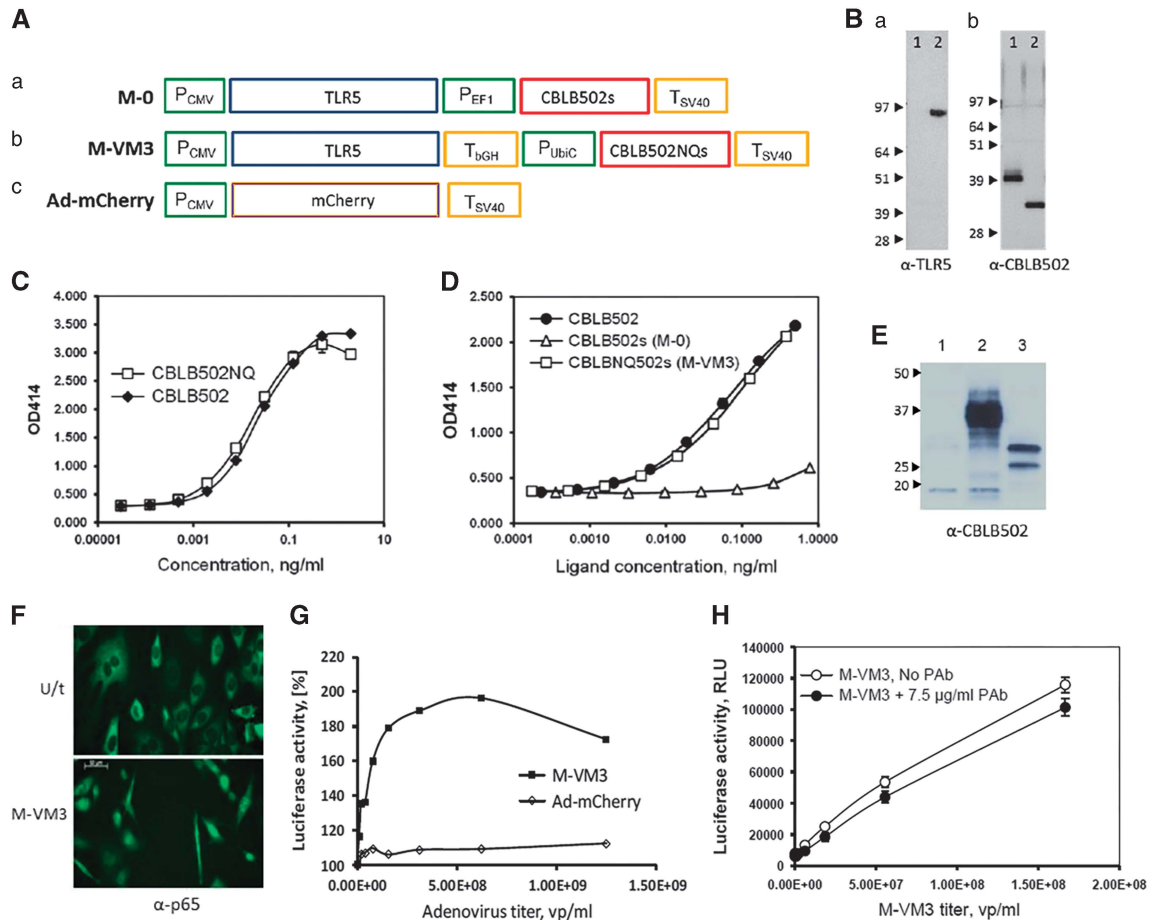 A
a
M-0
PCMV
TLR5
PEF1
CBLB502s
TSV40
b
M-VM3
PCMV
TLR5
TbGH
PUbiC
CBLB502NQs
TSV40
c
Ad-mCherry
PCMV
mCherry
TSV40
B
a
b
1 2
1 2
97
64
51
39
28
97
64
51
39
28
α-TLR5
α-CBLB502
C
4.000
3.500
3.000
2.500
2.000
1.500
1.000
0.500
0.000
OD414
CBLB502NQ
CBLB502
0.00001
0.001
0.1
10
Concentration, ng/ml
D
2.500
2.000
1.500
1.000
0.500
0.000
OD414
CBLB502
CBLB502s (M-0)
CBLBNQ502s (M-VM3)
0.0001
0.0010
0.0100
0.1000
1.0000
Ligand concentration, ng/ml
E
1 2 3
50
37
25
20
α-CBLB502
F
U/t
M-VM3
α-p65
G
220
200
180
160
140
120
100
Luciferase activity, [%]
M-VM3
Ad-mCherry
0.00E+00
5.00E+08
1.00E+09
1.50E+09
Adenovirus titer, vp/ml
H
140000
120000
100000
80000
60000
40000
20000
0
Luciferase activity, RLU
M-VM3, No PAb
M-VM3 + 7.5 µg/ml PAb
0.00E+00
5.00E+07
1.00E+08
1.50E+08
2.00E+08
M-VM3 titer, vp/ml